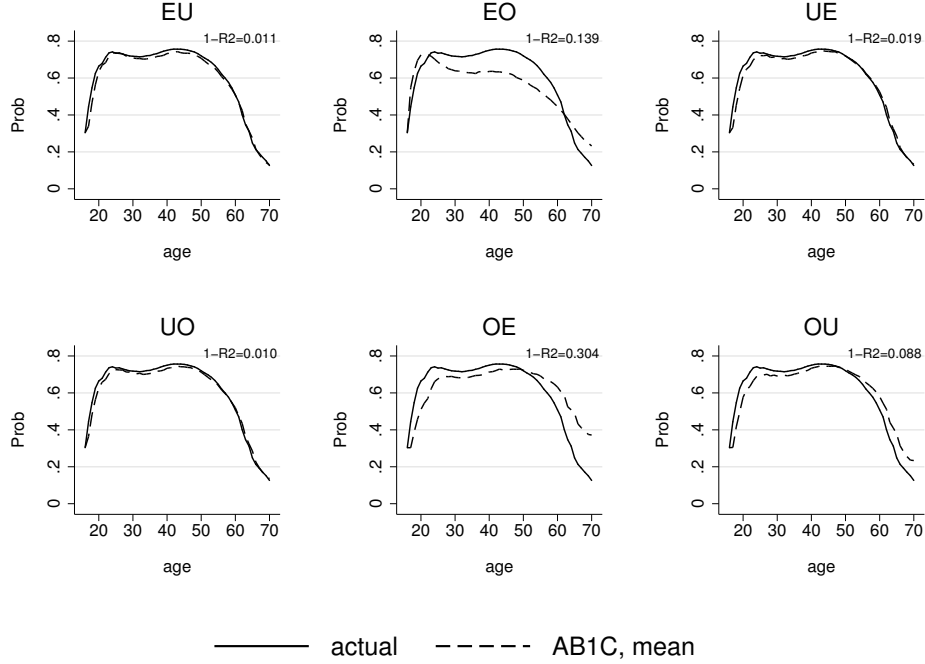 EU
1−R2=0.011
Prob
0 .2 .4 .6 .8
20 30 40 50 60 70
age
EO
1−R2=0.139
Prob
0 .2 .4 .6 .8
20 30 40 50 60 70
age
UE
1−R2=0.019
Prob
0 .2 .4 .6 .8
20 30 40 50 60 70
age
UO
1−R2=0.010
Prob
0 .2 .4 .6 .8
20 30 40 50 60 70
age
OE
1−R2=0.304
Prob
0 .2 .4 .6 .8
20 30 40 50 60 70
age
OU
1−R2=0.088
Prob
0 .2 .4 .6 .8
20 30 40 50 60 70
age
actual AB1C, mean